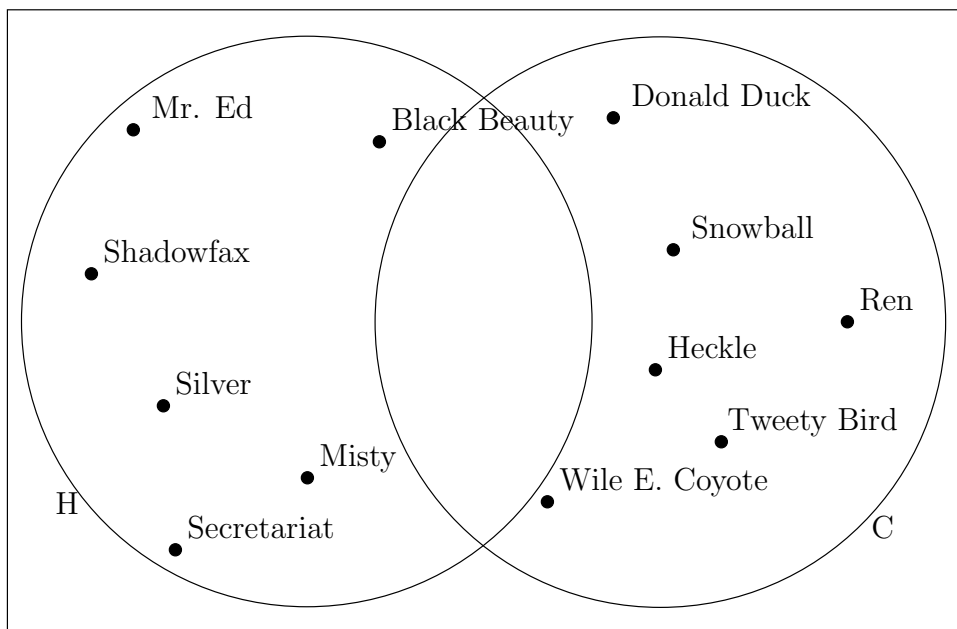 Donald Duck
Mr. Ed
Black Beauty
Snowball
Shadowfax
Ren
Heckle
Silver
Tweety Bird
Misty
Wile E. Coyote
H
Secretariat
C